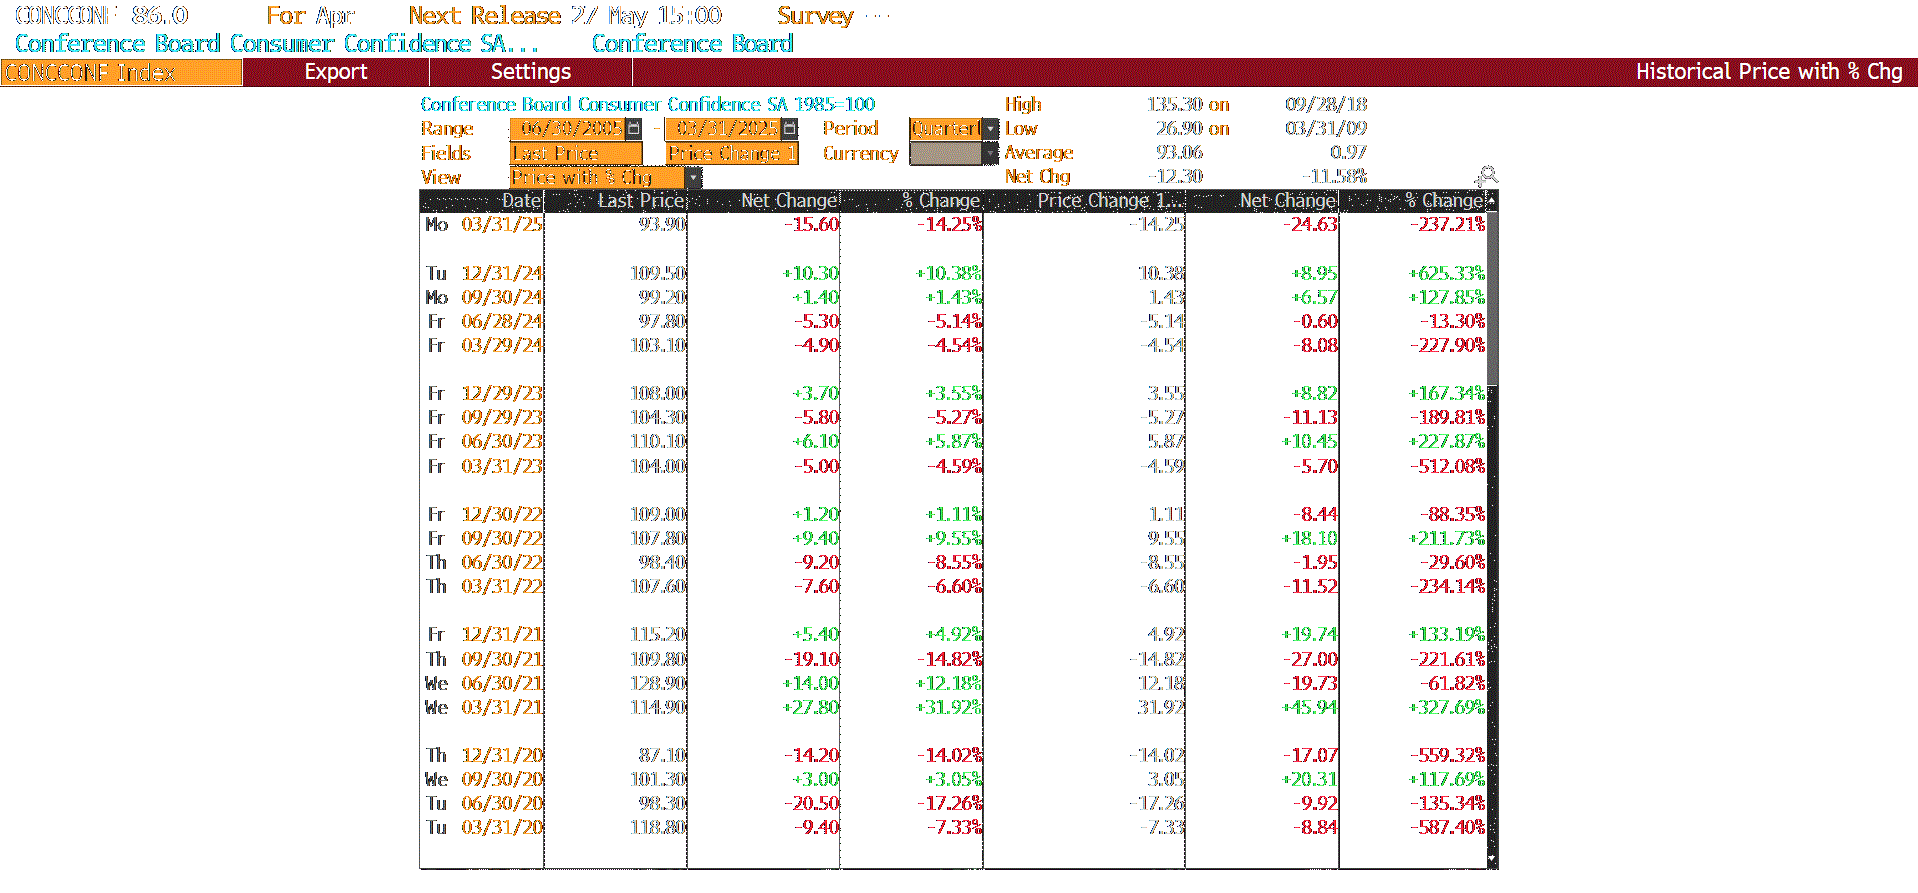 CONCCONF 86.0 For Apr Next Release 27 May 15:00 Survey --
Conference Board Consumer Confidence SA... Conference Board
CONCCONF Index Export Settings Historical Price with % Chg
Conference Board Consumer Confidence SA 1985=100 High 135.30 on 09/28/18
Range 06/30/2005 - 03/31/2025 Period Quarterl Low 26.90 on 03/31/09
Fields Last Price Price Change 1 Currency Average 93.06 0.97
View Price with % Chg Net Chg -12.30 -11.58%
Date Last Price Net Change % Change Price Change 1... Net Change % Change
Mo 03/31/25 93.90 -15.60 -14.25% -14.25 -24.63 -237.21%
Tu 12/31/24 109.50 +10.30 +10.38% 10.38 +8.95 +625.33%
Mo 09/30/24 99.20 +1.40 +1.43% 1.43 +6.57 +127.85%
Fr 06/28/24 97.80 -5.30 -5.14% -5.14 -0.60 -13.30%
Fr 03/29/24 103.10 -4.90 -4.54% -4.54 -8.08 -227.90%
Fr 12/29/23 108.00 +3.70 +3.55% 3.55 +8.82 +167.34%
Fr 09/29/23 104.30 -5.80 -5.27% -5.27 -11.13 -189.81%
Fr 06/30/23 110.10 +6.10 +5.87% 5.87 +10.45 +227.87%
Fr 03/31/23 104.00 -5.00 -4.59% -4.59 -5.70 -512.08%
Fr 12/30/22 109.00 +1.20 +1.11% 1.11 -8.44 -88.35%
Fr 09/30/22 107.80 +9.40 +9.55% 9.55 +18.10 +211.73%
Th 06/30/22 98.40 -9.20 -8.55% -8.55 -1.95 -29.60%
Th 03/31/22 107.60 -7.60 -6.60% -6.60 -11.52 -234.14%
Fr 12/31/21 115.20 +5.40 +4.92% 4.92 +19.74 +133.19%
Th 09/30/21 109.80 -19.10 -14.82% -14.82 -27.00 -221.61%
We 06/30/21 128.90 +14.00 +12.18% 12.18 -19.73 -61.82%
We 03/31/21 114.90 +27.80 +31.92% 31.92 +45.94 +327.69%
Th 12/31/20 87.10 -14.20 -14.02% -14.02 -17.07 -559.32%
We 09/30/20 101.30 +3.00 +3.05% 3.05 +20.31 +117.69%
Tu 06/30/20 98.30 -20.50 -17.26% -17.26 -9.92 -135.34%
Tu 03/31/20 118.80 -9.40 -7.33% -7.33 -8.84 -587.40%